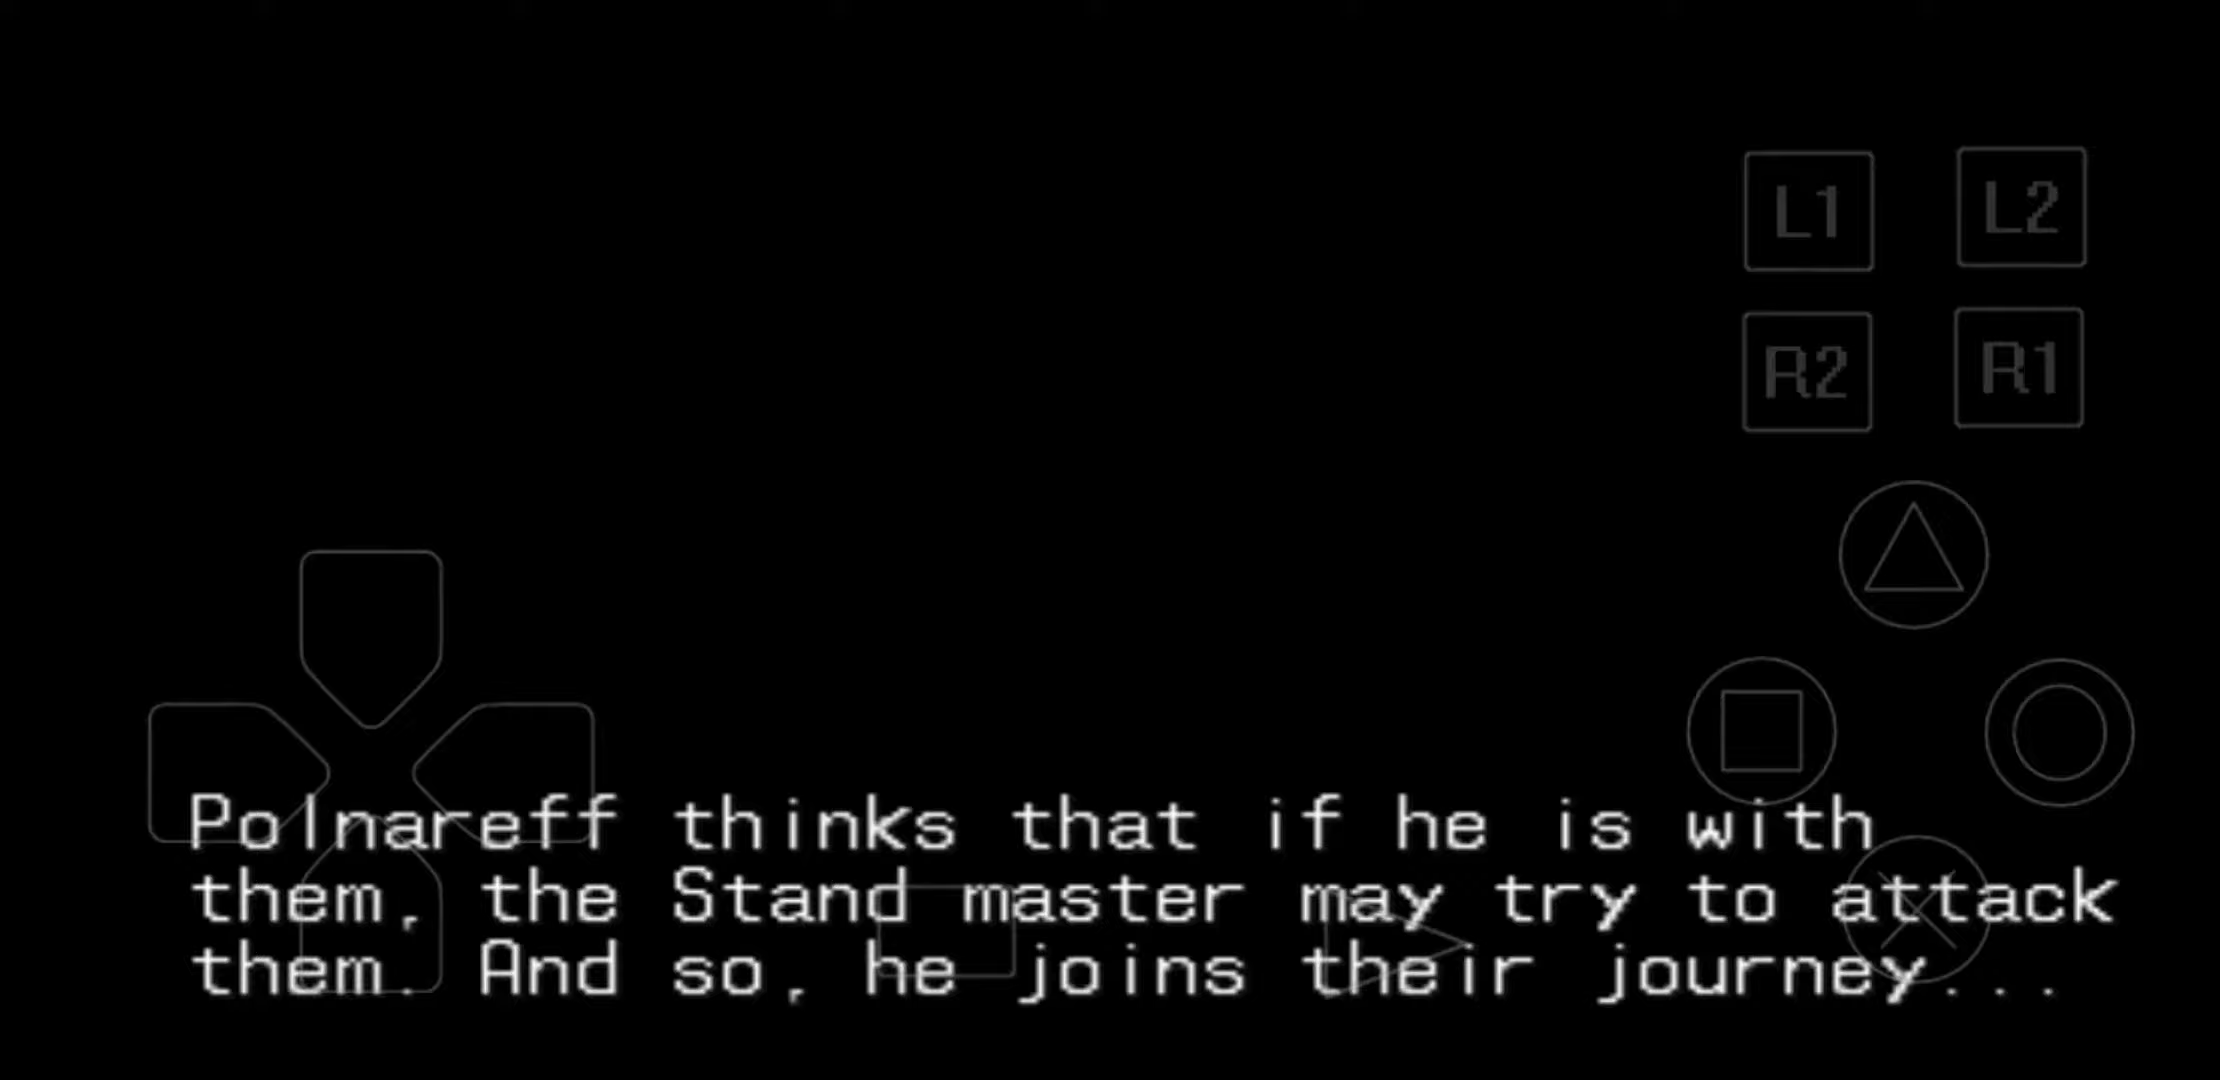 L1 L2
R2 R1
Polnareff thinks that if he is with
them, the Stand master may try to attack
them. And so, he joins their journey...